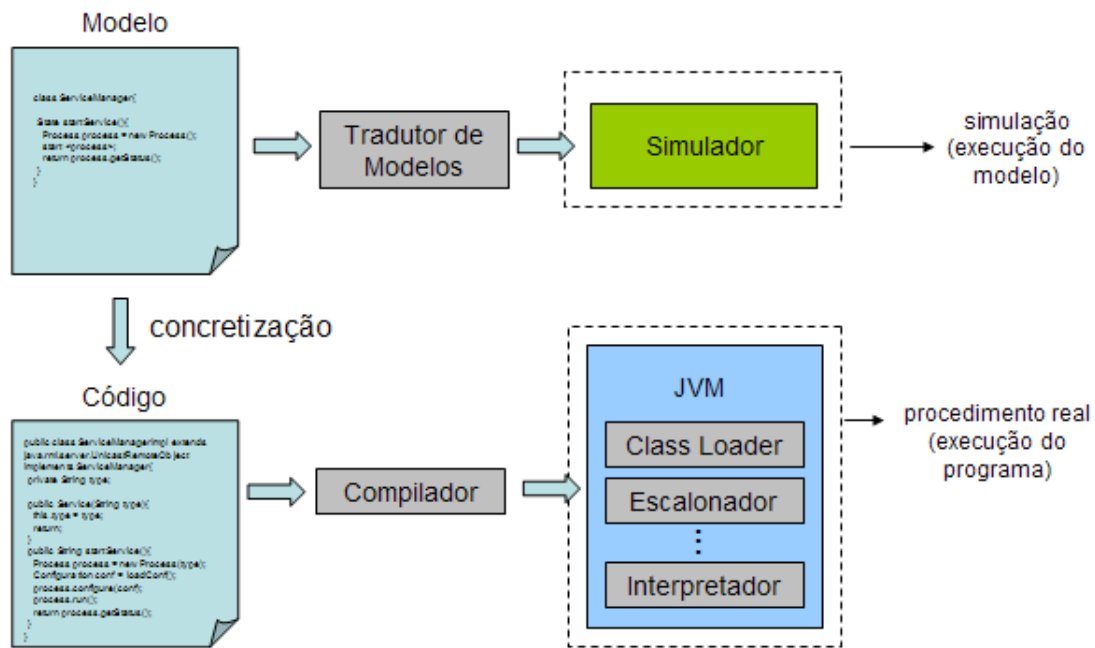 Modelo
class ServiceManager{
State startService(){
Process process = new Process();
start <process>;
return process.getStatus();
}
}
Tradutor de
Modelos
Simulador
simulação
(execução do
modelo)
concretização
Código
public class ServiceManagerImpl extends
java.rmi.server.UnicastRemoteObject
implements ServiceManager{
private String type;
public Service(String type){
this.type = type;
return;
}
public String startService(){
Process process = new Process(type);
Configuration conf = loadConf();
process.configure(conf);
process.run();
return process.getStatus();
}
}
Compilador
JVM
Class Loader
Escalonador
Interpretador
procedimento real
(execução do
programa)